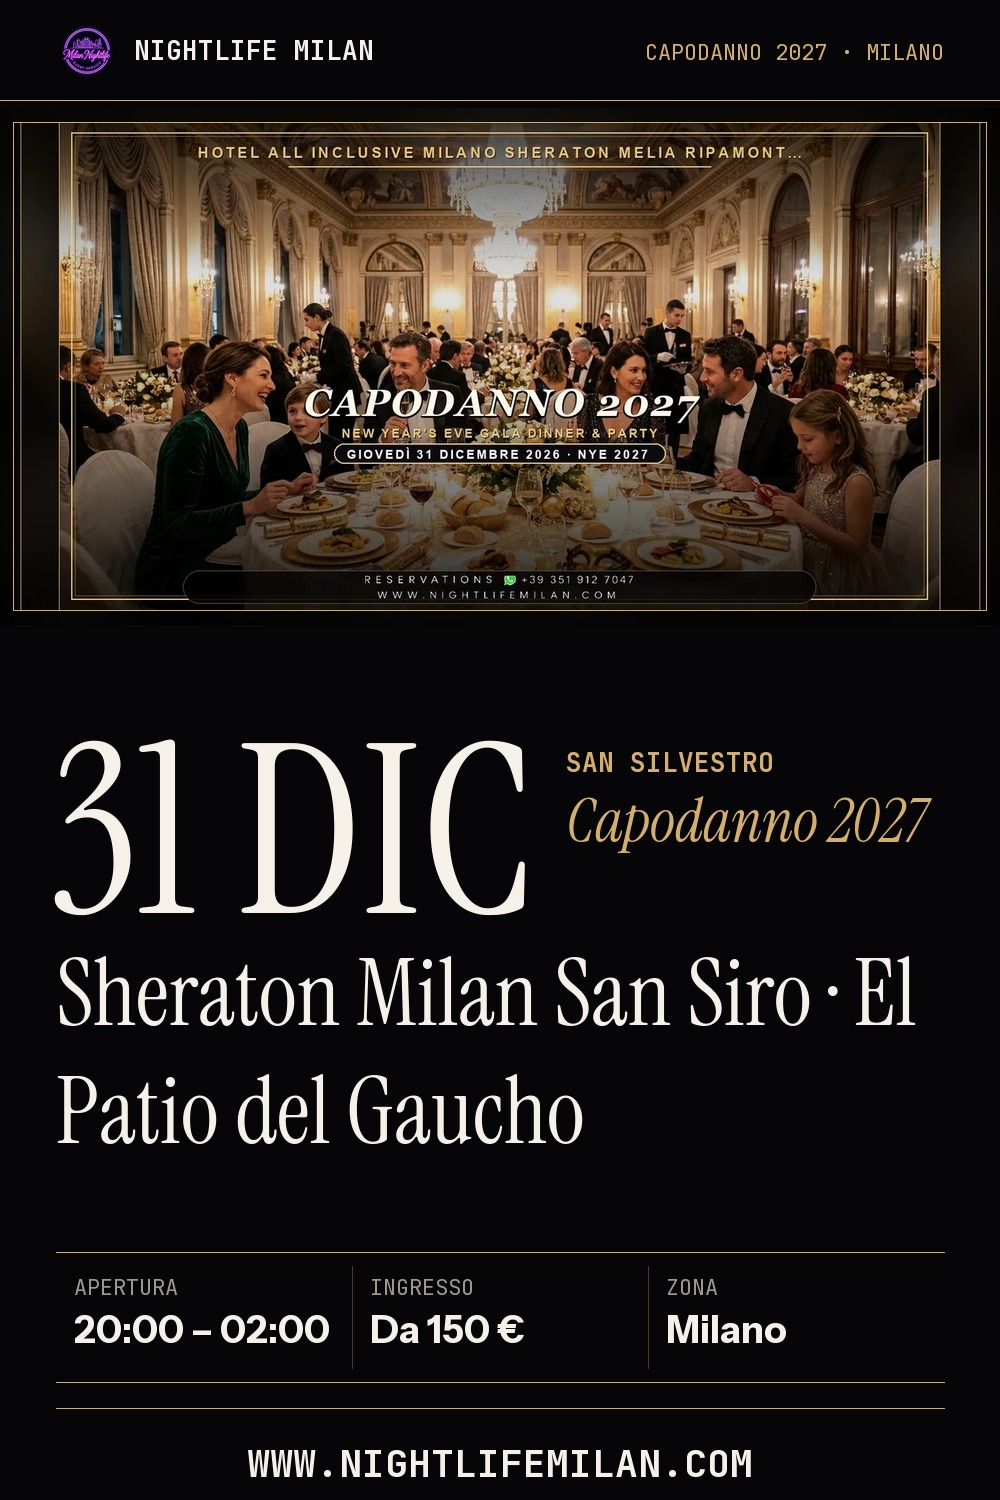 NIGHTLIFE MILAN
CAPODANNO 2027 · MILANO
Milan Nightlife
HOTEL ALL INCLUSIVE MILANO SHERATON MELIA RIPAMONT...
CAPODANNO 2027
NEW YEAR'S EVE GALA DINNER & PARTY
GIOVEDÌ 31 DICEMBRE 2026 · NYE 2027
RESERVATIONS +39 351 912 7047
WWW.NIGHTLIFEMILAN.COM
31 DIC
SAN SILVESTRO
Capodanno 2027
Sheraton Milan San Siro · El
Patio del Gaucho
APERTURA
20:00 – 02:00
INGRESSO
Da 150 €
ZONA
Milano
WWW.NIGHTLIFEMILAN.COM